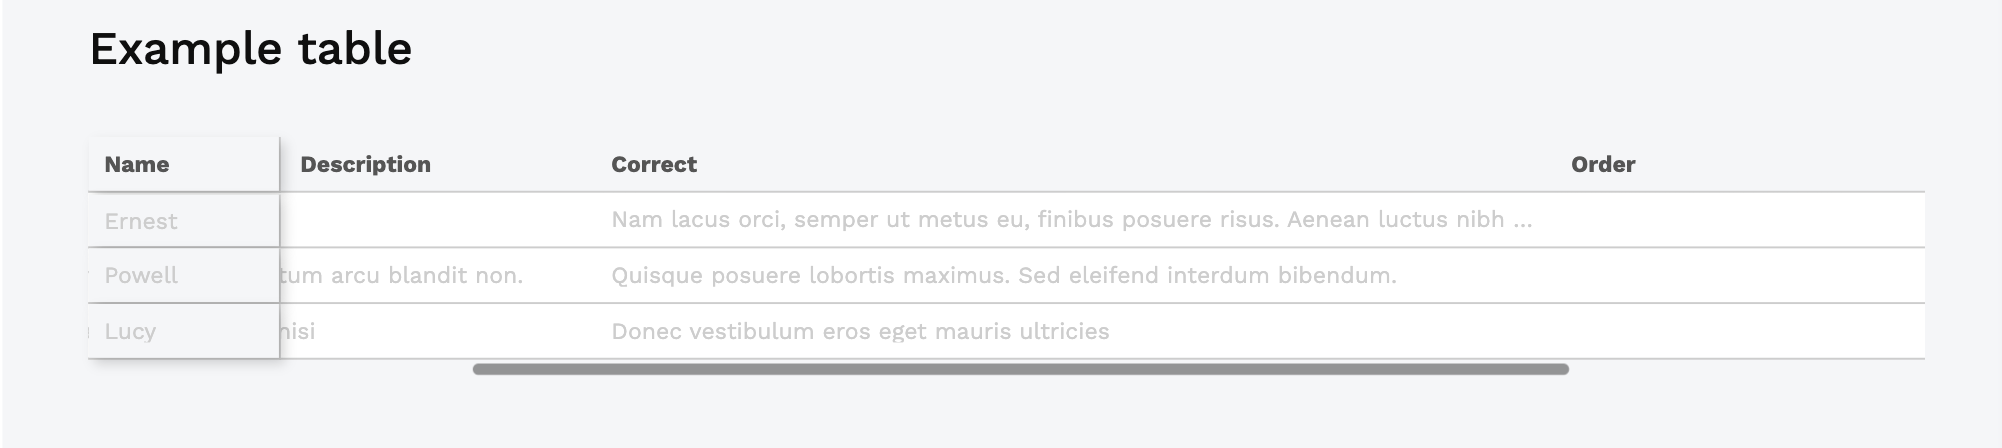 Example table
Name Description Correct Order
Ernest Nam lacus orci, semper ut metus eu, finibus posuere risus. Aenean luctus nibh ...
Powell tum arcu blandit non. Quisque posuere lobortis maximus. Sed eleifend interdum bibendum.
Lucy nisi Donec vestibulum eros eget mauris ultricies